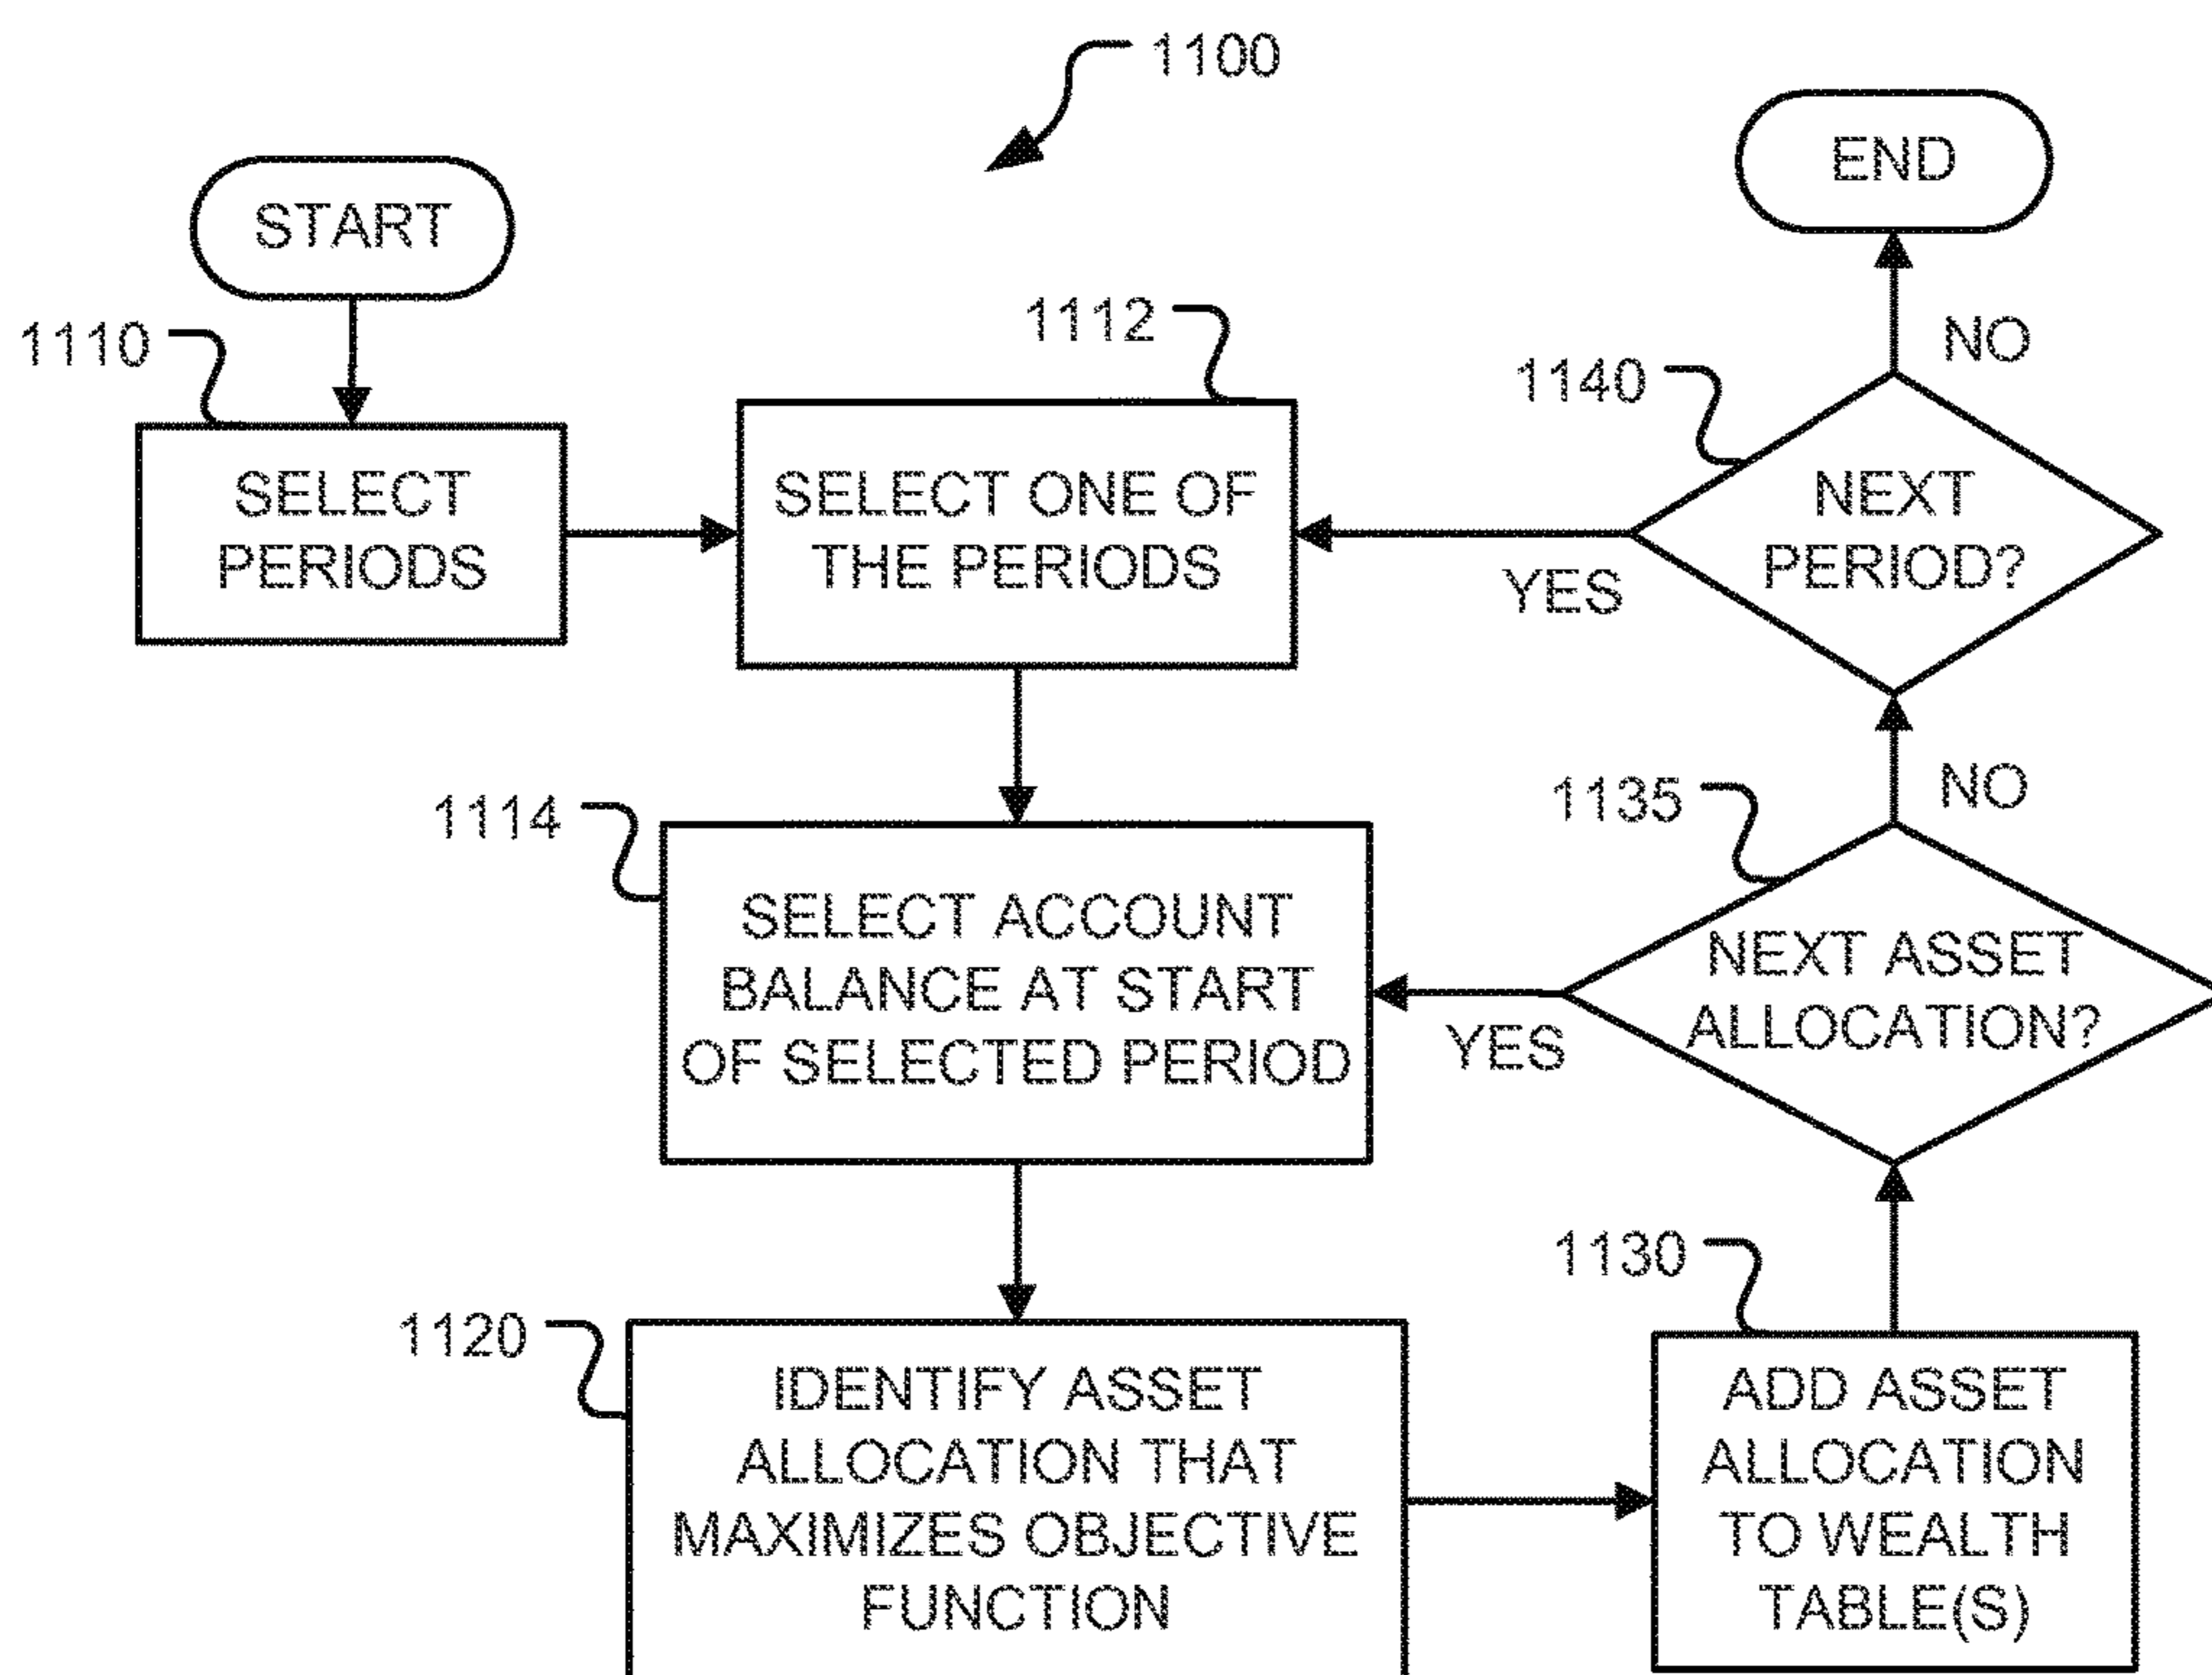 1100
START
END
1110
1112
1140
NO
SELECT
PERIODS
SELECT ONE OF
THE PERIODS
NEXT
PERIOD?
YES
1114
1135
NO
SELECT ACCOUNT
BALANCE AT START
OF SELECTED PERIOD
NEXT ASSET
ALLOCATION?
YES
1120
1130
IDENTIFY ASSET
ALLOCATION THAT
MAXIMIZES OBJECTIVE
FUNCTION
ADD ASSET
ALLOCATION
TO WEALTH
TABLE(S)